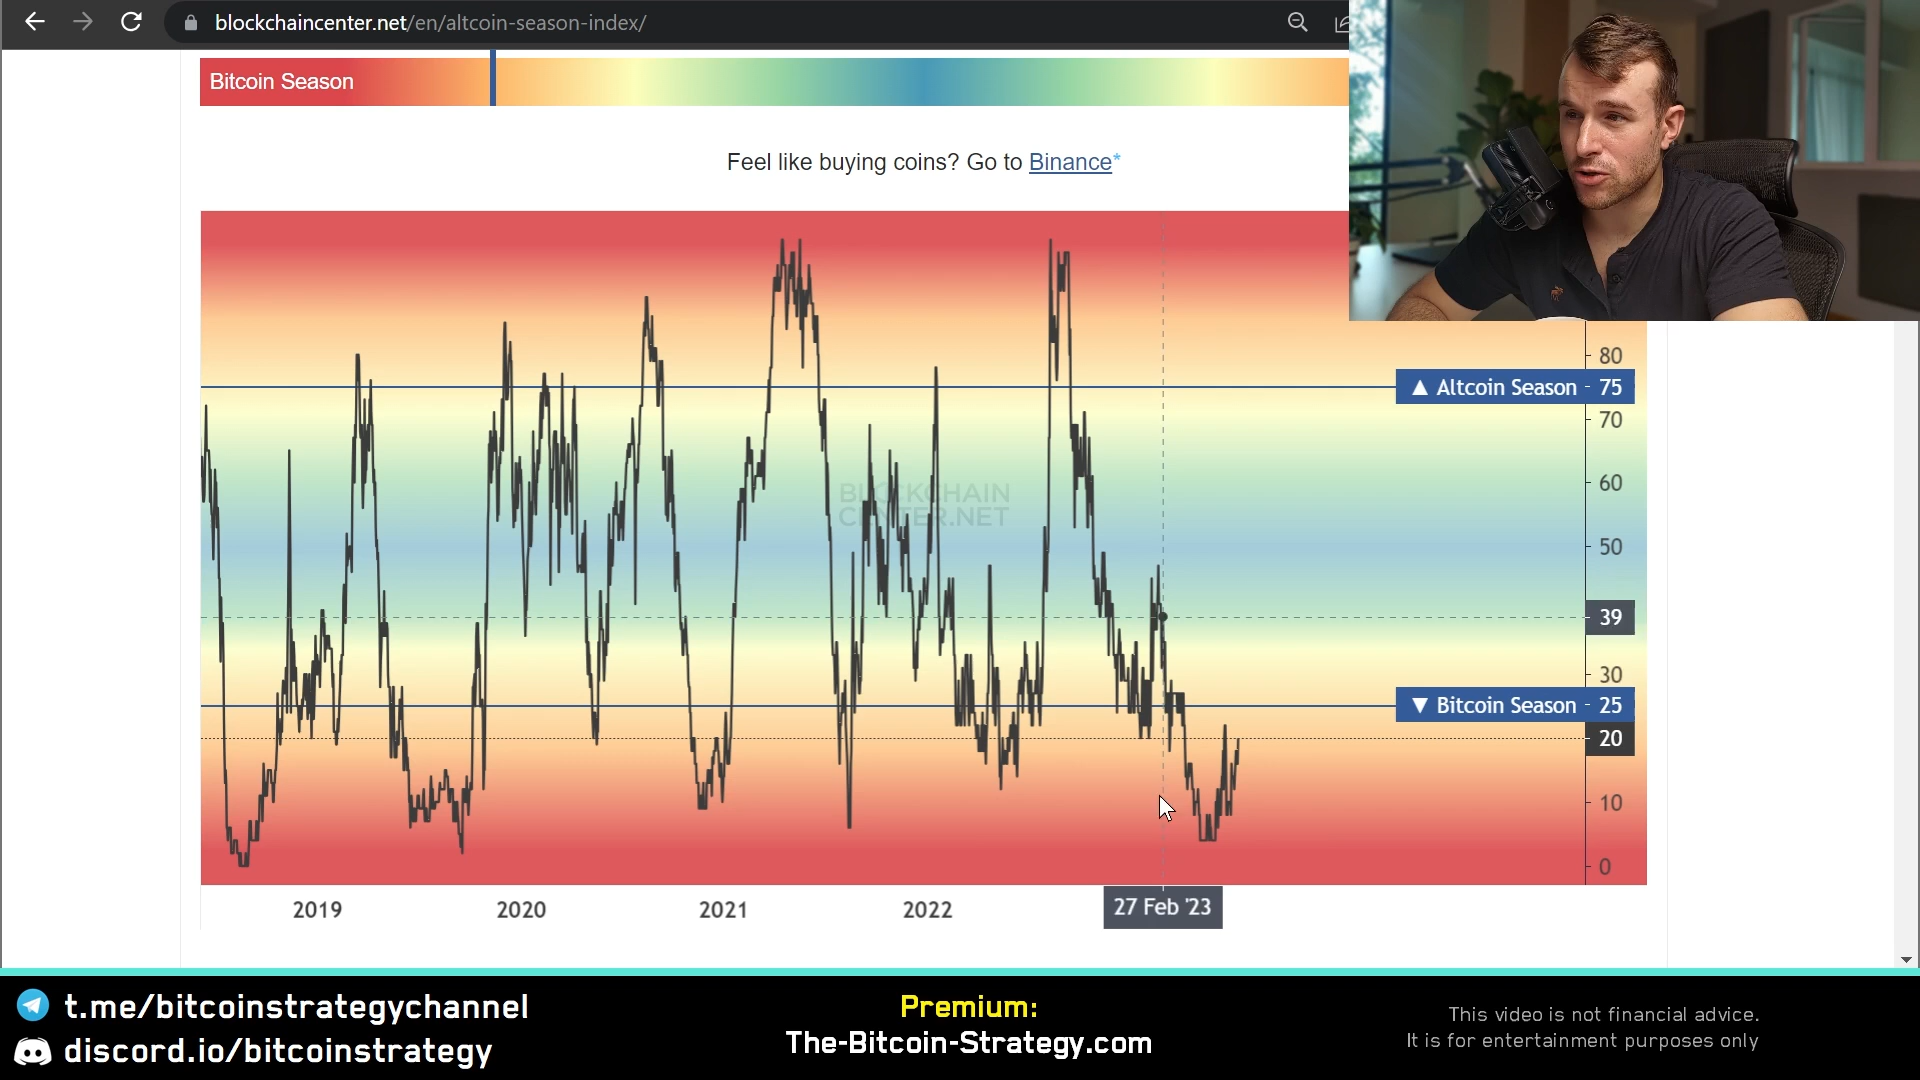 blockchaincenter.net/en/altcoin-season-index/
Bitcoin Season
Feel like buying coins? Go to Binance*
BLOCKCHAIN
CENTER.NET
80
▲ Altcoin Season - 75
70
60
50
39
30
▼ Bitcoin Season - 25
20
10
0
2019 2020 2021 2022 27 Feb '23
t.me/bitcoinstrategychannel
discord.io/bitcoinstrategy
Premium:
The-Bitcoin-Strategy.com
This video is not financial advice.
It is for entertainment purposes only